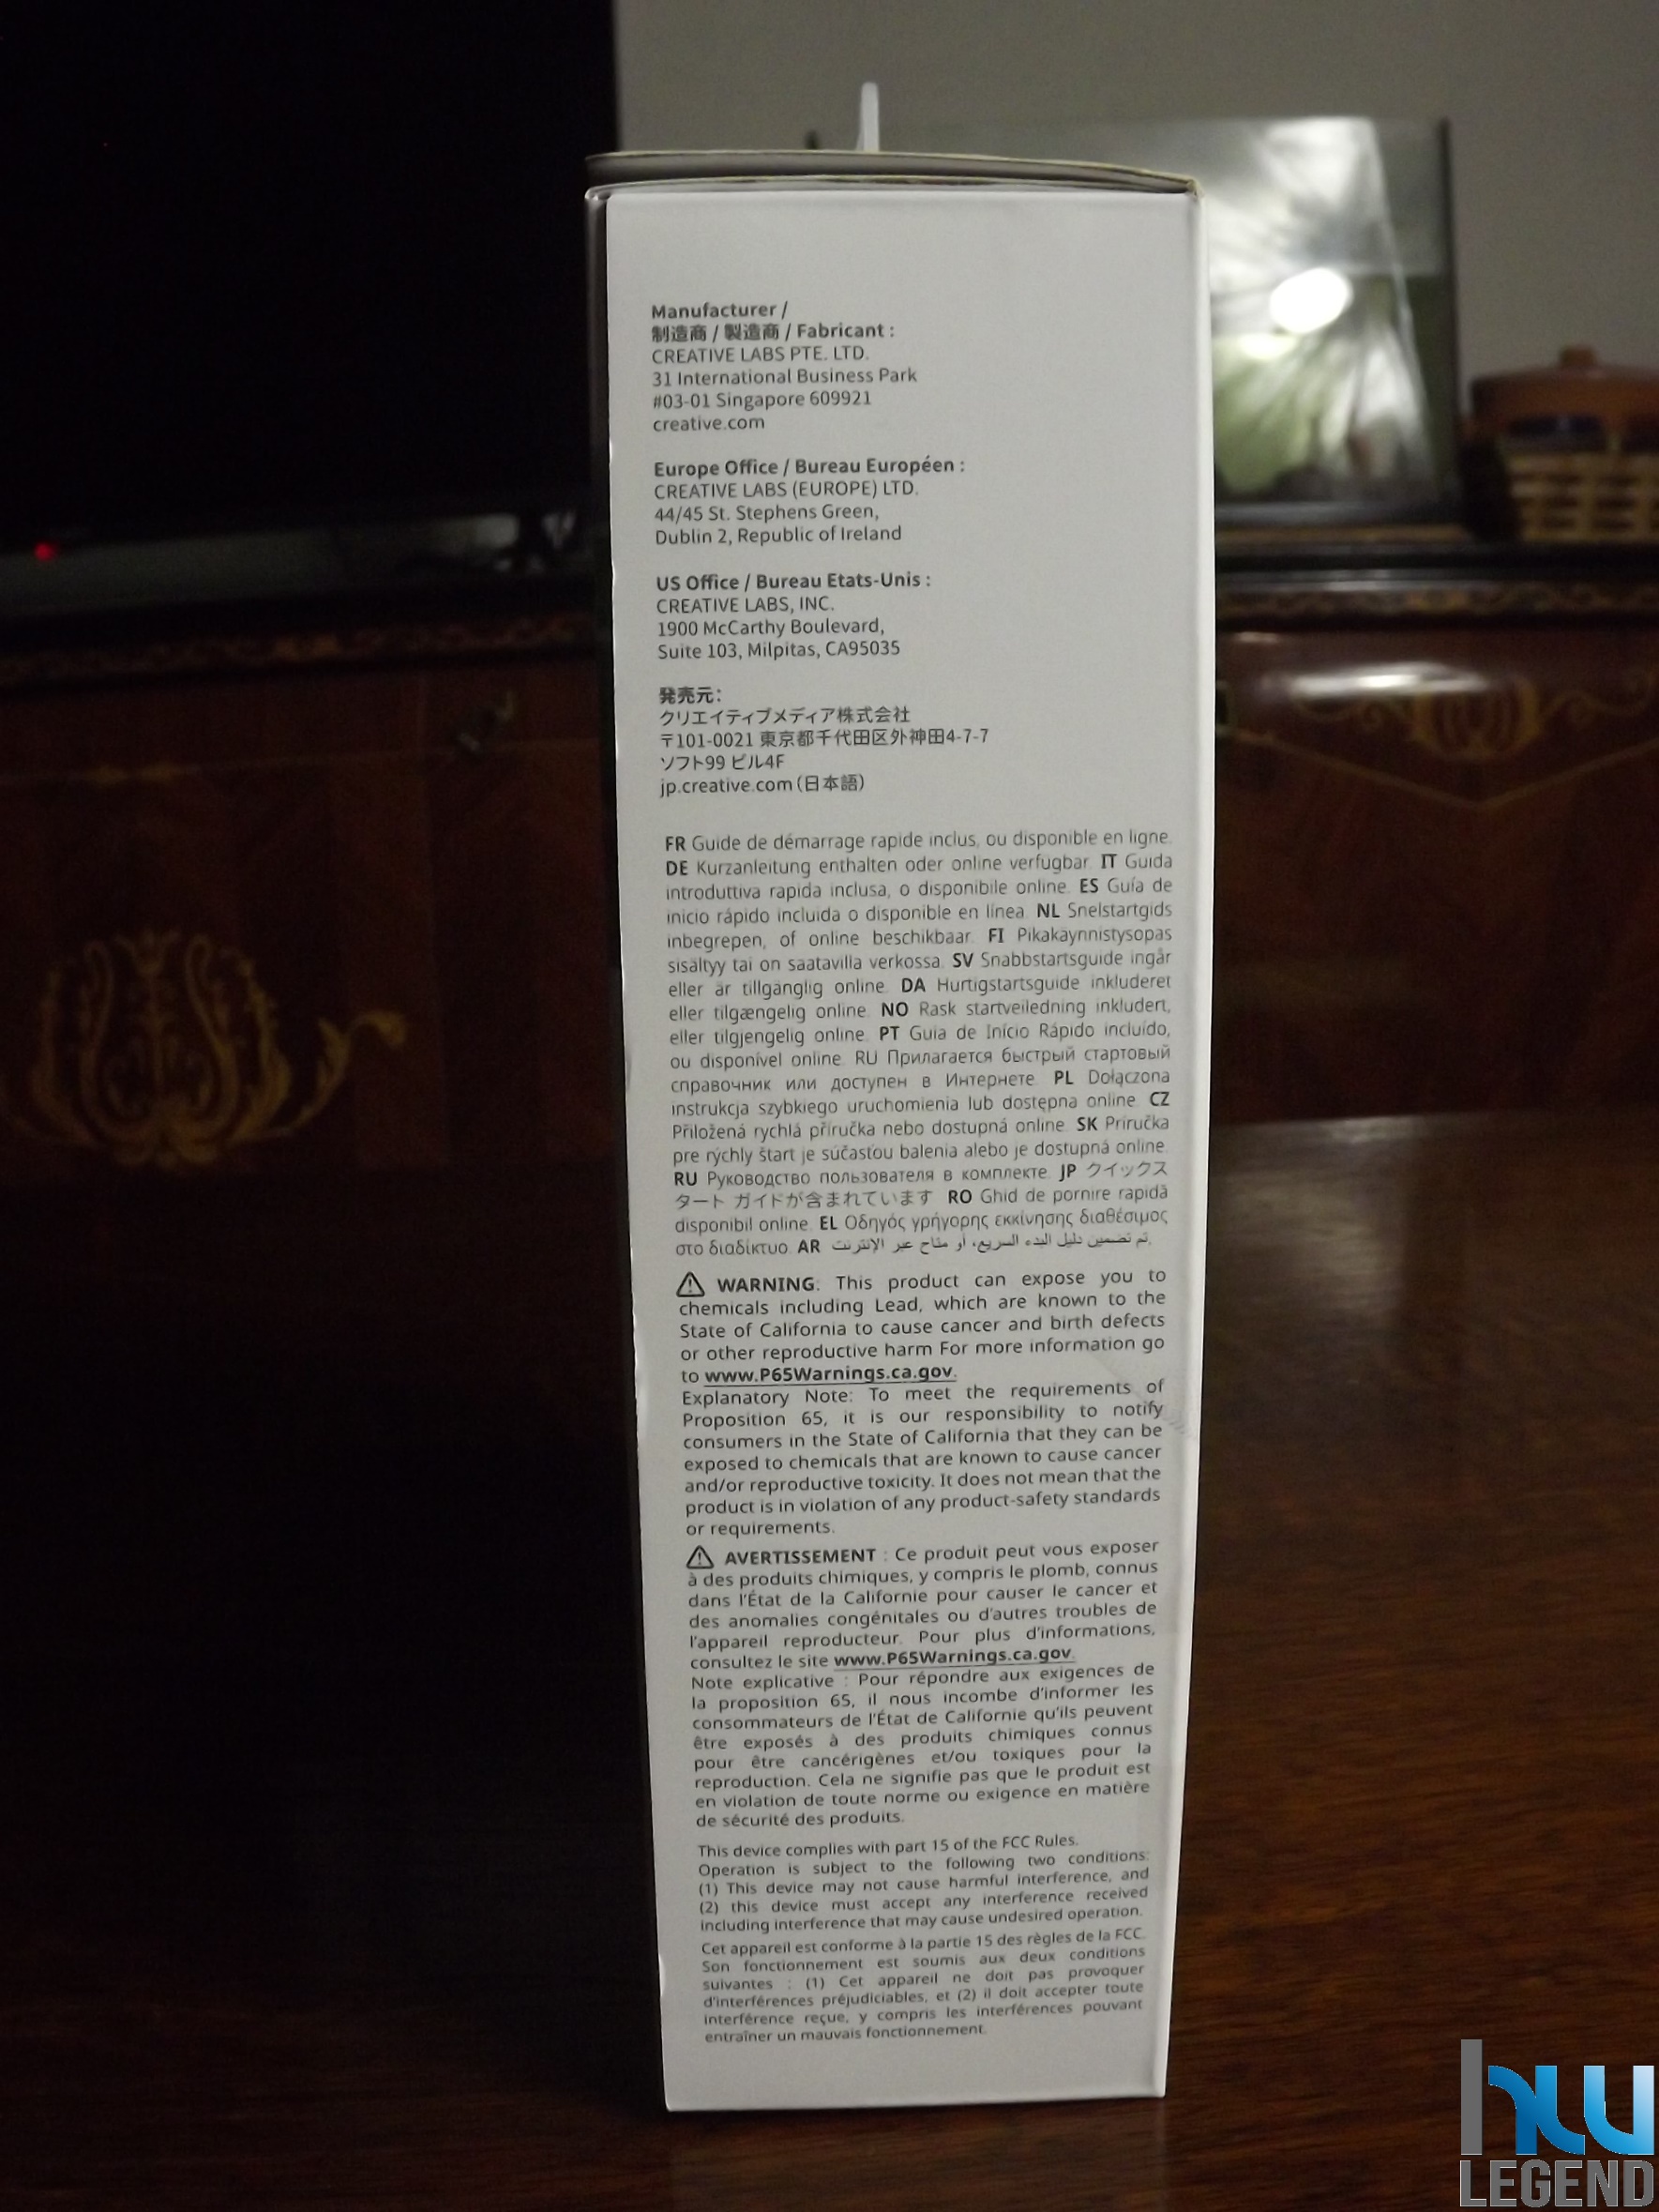 Manufacturer /
制造商 / 製造商 / Fabricant :
CREATIVE LABS PTE. LTD.
31 International Business Park
#03-01 Singapore 609921
creative.com
Europe Office / Bureau Européen :
CREATIVE LABS (EUROPE) LTD.
44/45 St. Stephens Green,
Dublin 2, Republic of Ireland
US Office / Bureau Etats-Unis :
CREATIVE LABS, INC.
1900 McCarthy Boulevard,
Suite 103, Milpitas, CA95035
発売元:
クリエイティブメディア株式会社
〒101-0021 東京都千代田区外神田4-7-7
ソフト99 ビル4F
jp.creative.com (日本語)
FR Guide de démarrage rapide inclus, ou disponible en ligne.
DE Kurzanleitung enthalten oder online verfugbar. IT Guida
introduttiva rapida inclusa, o disponibile online. ES Guía de
inicio rápido incluida o disponible en línea. NL Snelstartgids
inbegrepen, of online beschikbaar. FI Pikakäynnistysopas
sisältyy tai on saatavilla verkossa. SV Snabbstartsguide ingår
eller är tillgänglig online. DA Hurtigstartsguide inkluderet
eller tilgængelig online. NO Rask startveiledning inkludert,
eller tilgjengelig online. PT Guia de Início Rápido incluído,
ou disponível online. RU Прилагается быстрый стартовый
справочник или доступен в Интернете. PL Dołączona
instrukcja szybkiego uruchomienia lub dostępna online. CZ
Přiložená rychlá příručka nebo dostupná online. SK Príručka
pre rýchly štart je súčasťou balenia alebo je dostupná online.
RU Руководство пользователя в комплекте. JP クイックス
タート ガイドが含まれています RO Ghid de pornire rapidă
disponibil online. EL Οδηγός γρήγορης εκκίνησης διαθέσιμος
στο διαδίκτυο. AR تم تضمين دليل البدء السريع، أو متاح عبر الإنترنت.
⚠ WARNING: This product can expose you to
chemicals including Lead, which are known to the
State of California to cause cancer and birth defects
or other reproductive harm For more information go
to www.P65Warnings.ca.gov.
Explanatory Note: To meet the requirements of
Proposition 65, it is our responsibility to notify
consumers in the State of California that they can be
exposed to chemicals that are known to cause cancer
and/or reproductive toxicity. It does not mean that the
product is in violation of any product-safety standards
or requirements.
⚠ AVERTISSEMENT : Ce produit peut vous exposer
à des produits chimiques, y compris le plomb, connus
dans l'État de la Californie pour causer le cancer et
des anomalies congénitales ou d'autres troubles de
l'appareil reproducteur. Pour plus d'informations,
consultez le site www.P65Warnings.ca.gov.
Note explicative : Pour répondre aux exigences de
la proposition 65, il nous incombe d'informer les
consommateurs de l'État de Californie qu'ils peuvent
être exposés à des produits chimiques connus
pour être cancérigènes et/ou toxiques pour la
reproduction. Cela ne signifie pas que le produit est
en violation de toute norme ou exigence en matière
de sécurité des produits.
This device complies with part 15 of the FCC Rules.
Operation is subject to the following two conditions:
(1) This device may not cause harmful interference, and
(2) this device must accept any interference received
including interference that may cause undesired operation.
Cet appareil est conforme à la partie 15 des règles de la FCC.
Son fonctionnement est soumis aux deux conditions
suivantes : (1) Cet appareil ne doit pas provoquer
d'interférences préjudiciables, et (2) il doit accepter toute
interférence reçue, y compris les interférences pouvant
entraîner un mauvais fonctionnement.
hw
LEGEND